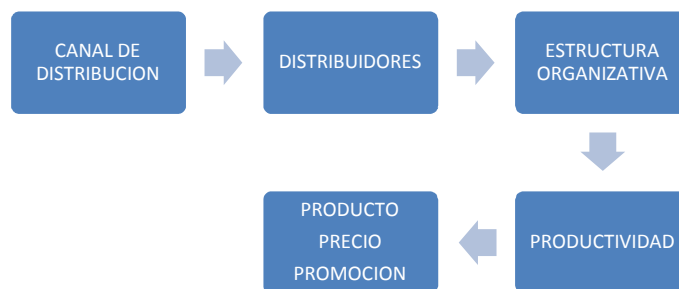 CANAL DE
DISTRIBUCION
DISTRIBUIDORES
ESTRUCTURA
ORGANIZATIVA
PRODUCTIVIDAD
PRODUCTO
PRECIO
PROMOCION